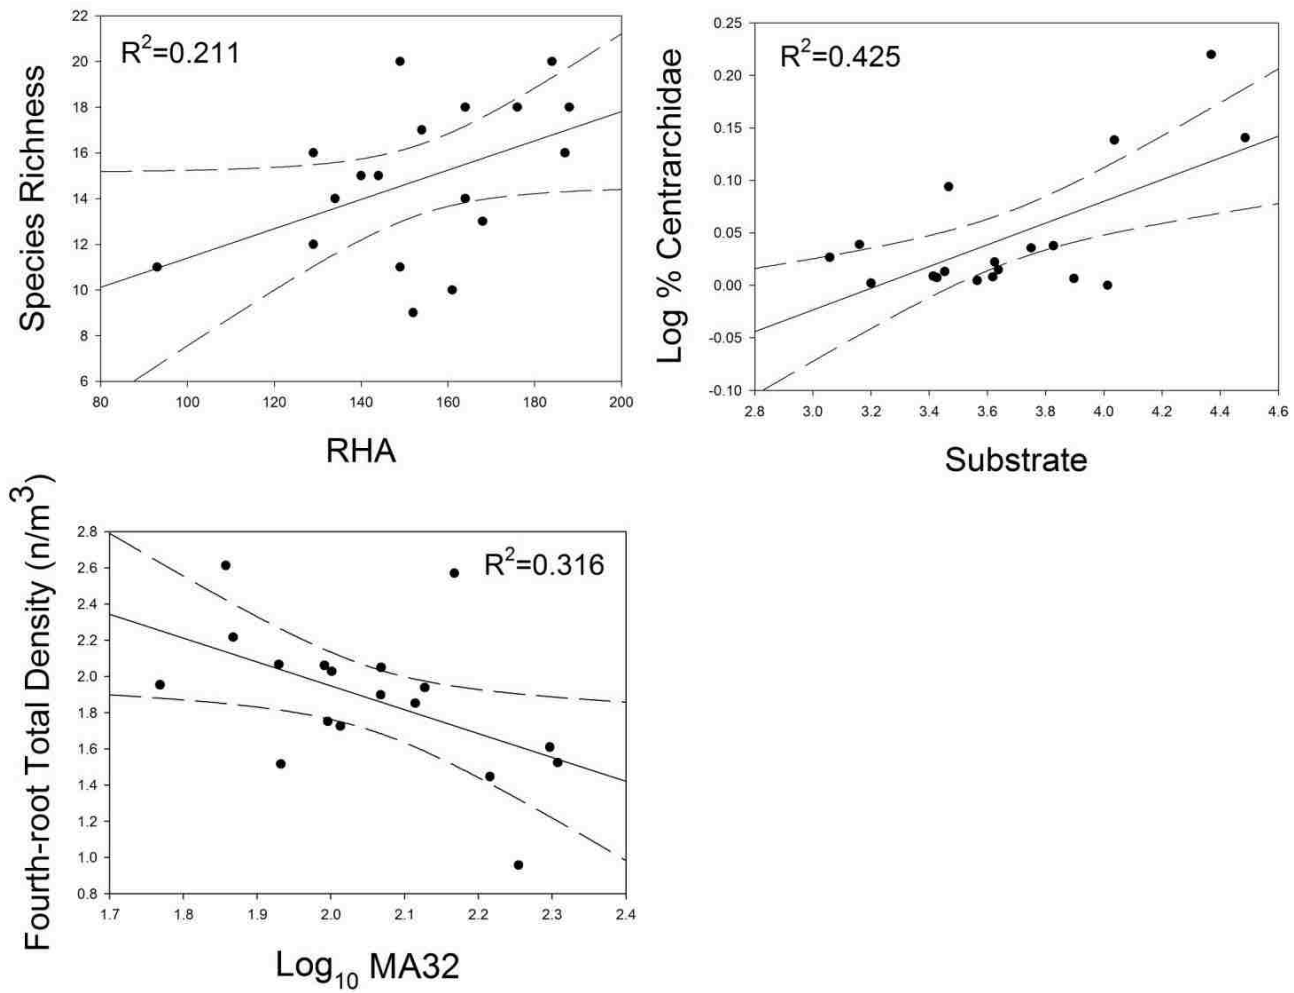 R²=0.211
Species Richness
22
20
18
16
14
12
10
8
6
80 100 120 140 160 180 200
RHA
R²=0.425
Log % Centrarchidae
0.25
0.20
0.15
0.10
0.05
0.00
-0.05
-0.10
2.8 3.0 3.2 3.4 3.6 3.8 4.0 4.2 4.4 4.6
Substrate
R²=0.316
Fourth-root Total Density (n/m³)
2.8
2.6
2.4
2.2
2.0
1.8
1.6
1.4
1.2
1.0
0.8
1.7 1.8 1.9 2.0 2.1 2.2 2.3 2.4
Log₁₀ MA32